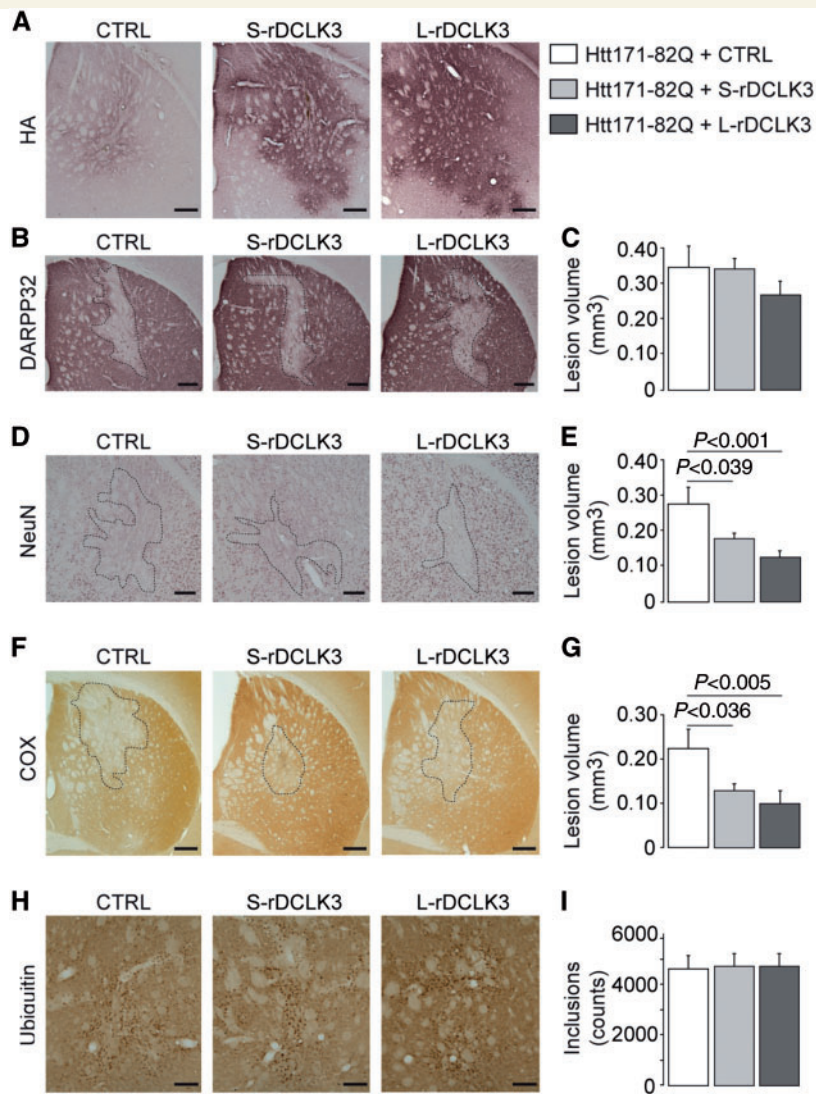 A
CTRL
S-rDCLK3
L-rDCLK3
HA
Htt171-82Q + CTRL
Htt171-82Q + S-rDCLK3
Htt171-82Q + L-rDCLK3
B
CTRL
S-rDCLK3
L-rDCLK3
DARPP32
C
Lesion volume
(mm3)
0.40
0.30
0.20
0.10
0
D
CTRL
S-rDCLK3
L-rDCLK3
NeuN
E
P<0.001
P<0.039
Lesion volume
(mm3)
0.40
0.30
0.20
0.10
0
F
CTRL
S-rDCLK3
L-rDCLK3
COX
G
P<0.005
P<0.036
Lesion volume
(mm3)
0.30
0.20
0.10
0
H
CTRL
S-rDCLK3
L-rDCLK3
Ubiquitin
I
Inclusions
(counts)
6000
4000
2000
0